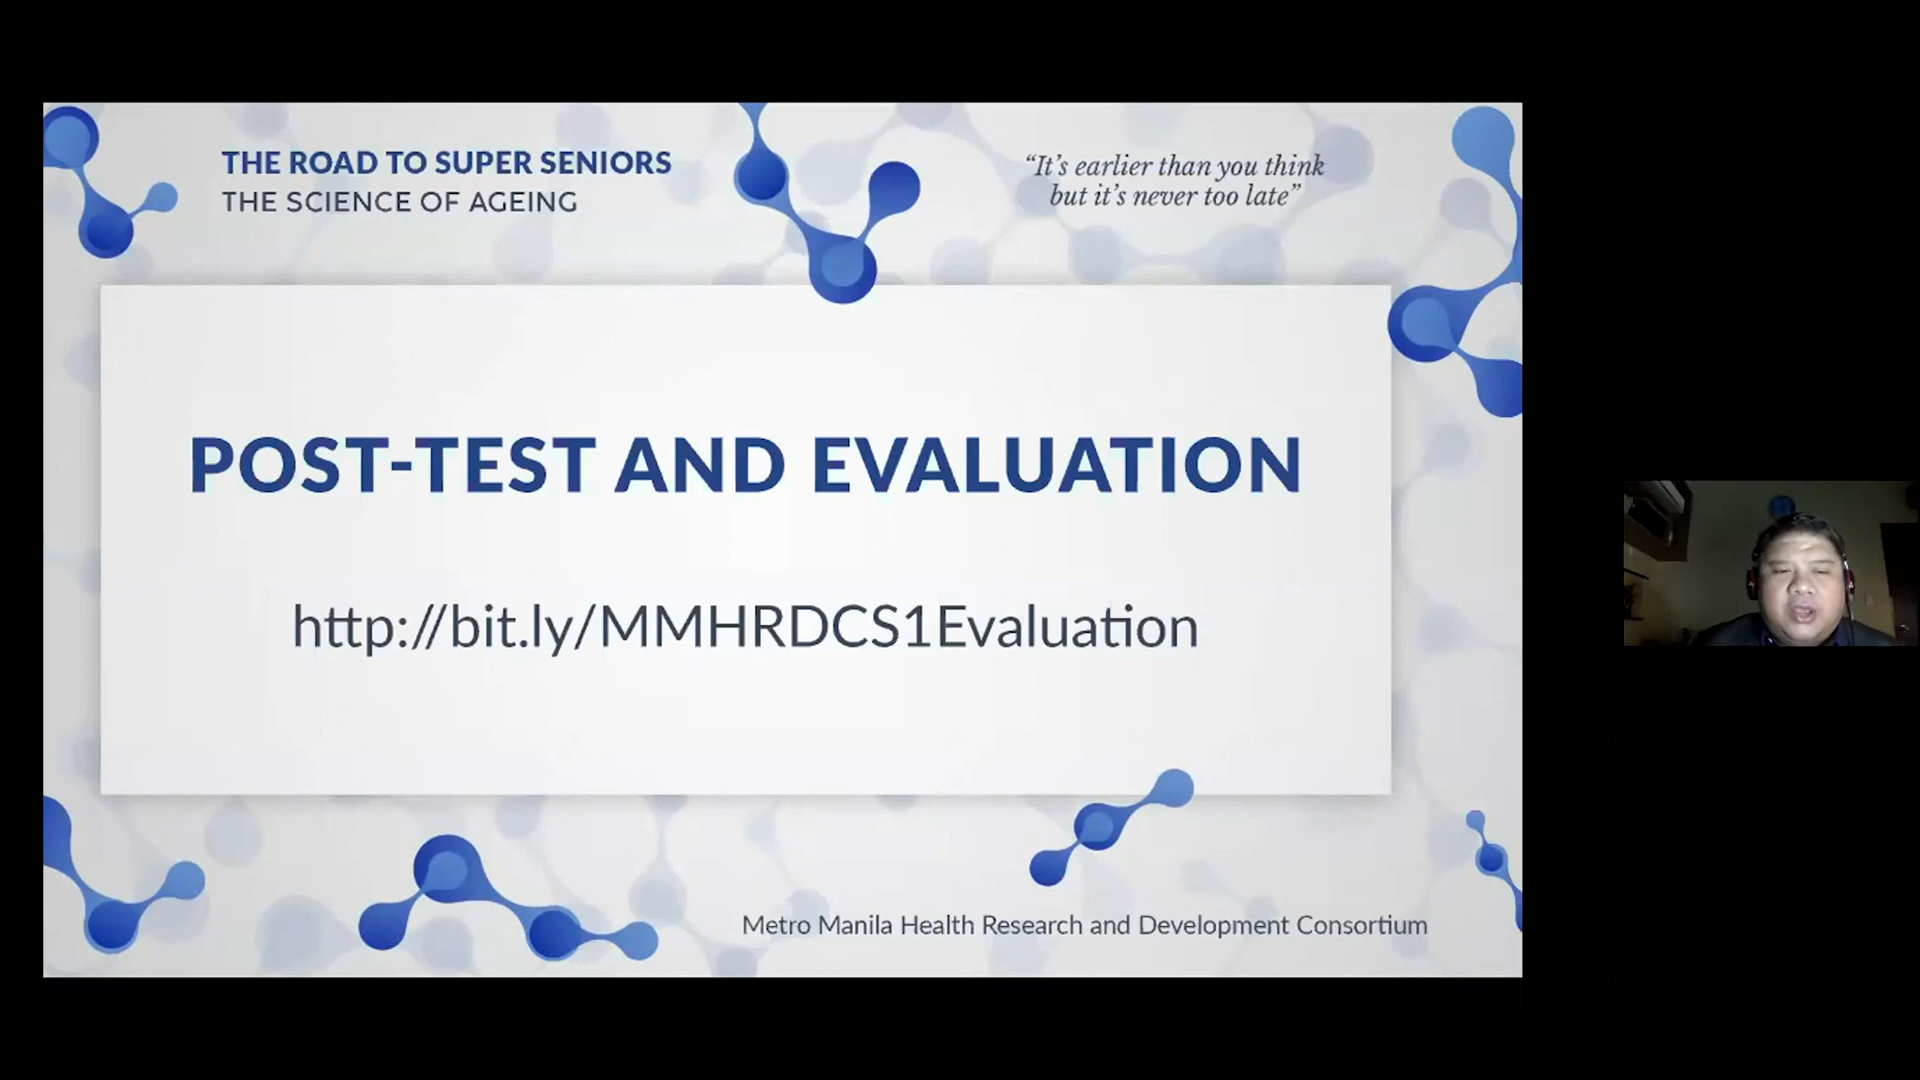 THE ROAD TO SUPER SENIORS
THE SCIENCE OF AGEING
“It’s earlier than you think
but it’s never too late”
POST-TEST AND EVALUATION
http://bit.ly/MMHRDCS1Evaluation
Metro Manila Health Research and Development Consortium